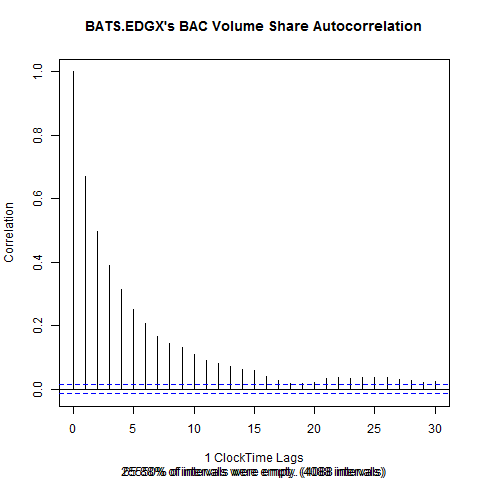 BATS.EDGX's BAC Volume Share Autocorrelation
Correlation
1.0
0.8
0.6
0.4
0.2
0.0
0 5 10 15 20 25 30
1 ClockTime Lags
% of intervals were empty. intervals)